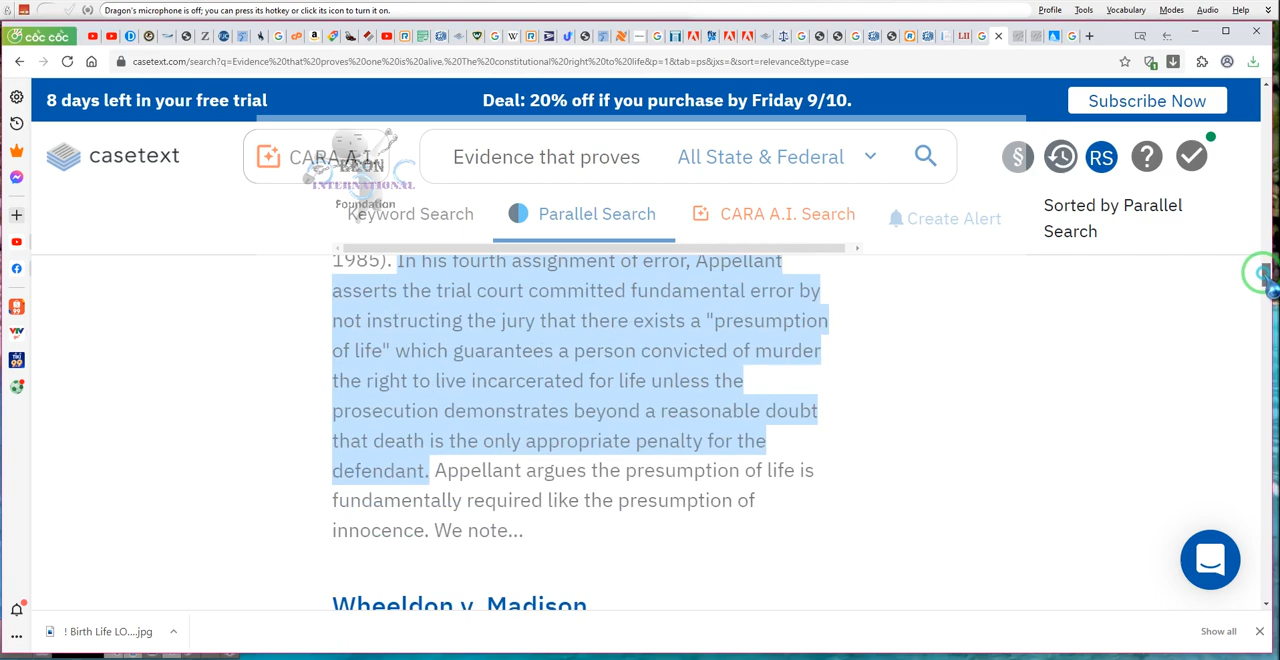 Dragon's microphone is off; you can press its hotkey or click its icon to turn it on.
Profile Tools Vocabulary Modes Audio Help
cốc cốc
casetext.com/search?q=Evidence%20that%20proves%20one%20is%20alive,%20The%20constitutional%20right%20to%20life&p=1&tab=ps&jxs=&sort=relevance&type=case
8 days left in your free trial
Deal: 20% off if you purchase by Friday 9/10.
Subscribe Now
casetext
CARA A.I.
Evidence that proves
All State & Federal
RS
LEON
INTERNATIONAL
Foundation
Keyword Search
Parallel Search
CARA A.I. Search
Create Alert
Sorted by Parallel
Search
1985). In his fourth assignment of error, Appellant
asserts the trial court committed fundamental error by
not instructing the jury that there exists a "presumption
of life" which guarantees a person convicted of murder
the right to live incarcerated for life unless the
prosecution demonstrates beyond a reasonable doubt
that death is the only appropriate penalty for the
defendant. Appellant argues the presumption of life is
fundamentally required like the presumption of
innocence. We note...
Wheeldon v. Madison
! Birth Life LO....jpg
Show all